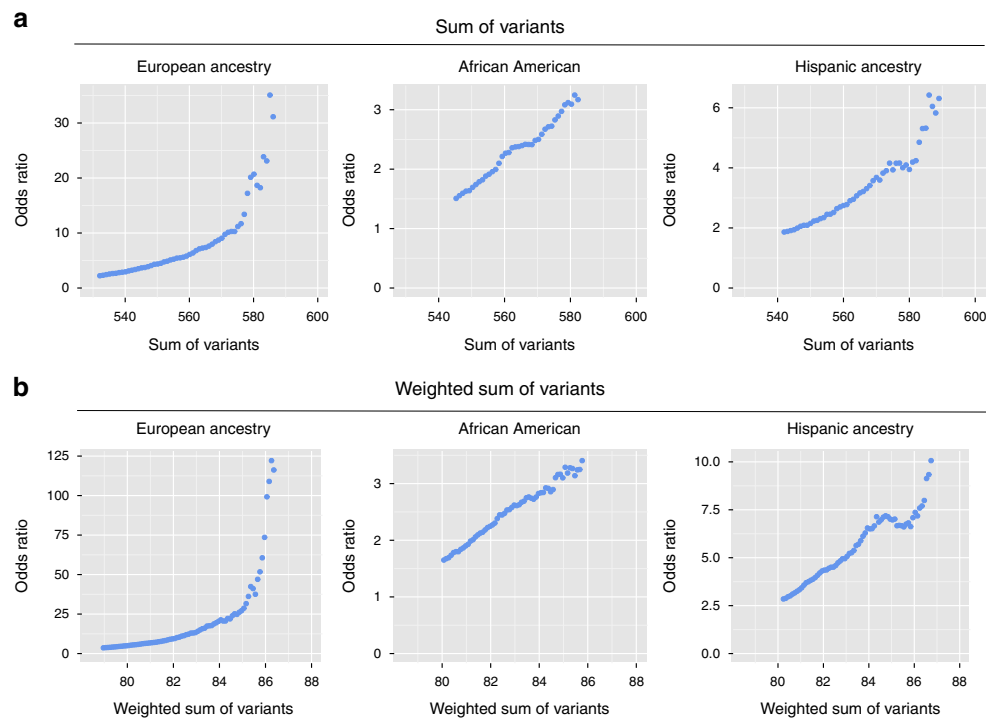 a
Sum of variants
European ancestry
African American
Hispanic ancestry
Odds ratio
30
20
10
0
540
560
580
600
Sum of variants
Odds ratio
3
2
1
0
540
560
580
600
Sum of variants
Odds ratio
6
4
2
0
540
560
580
600
Sum of variants
b
Weighted sum of variants
European ancestry
African American
Hispanic ancestry
Odds ratio
125
100
75
50
25
0
80
82
84
86
88
Weighted sum of variants
Odds ratio
3
2
1
0
80
82
84
86
88
Weighted sum of variants
Odds ratio
10.0
7.5
5.0
2.5
0.0
80
82
84
86
88
Weighted sum of variants